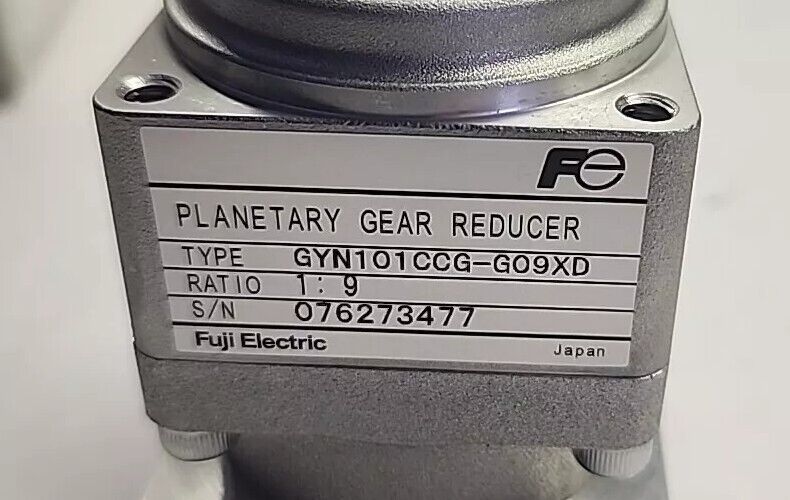 Fe
PLANETARY GEAR REDUCER
TYPE GYN101CCG-G09XD
RATIO 1:9
S/N 076273477
Fuji Electric Japan